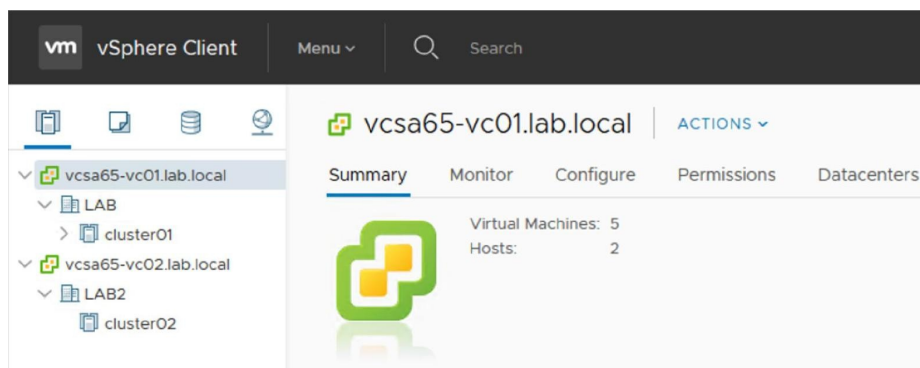 vm vSphere Client Menu Search
vcsa65-vc01.lab.local ACTIONS
Summary Monitor Configure Permissions Datacenters
Virtual Machines: 5
Hosts: 2
vcsa65-vc01.lab.local
LAB
cluster01
vcsa65-vc02.lab.local
LAB2
cluster02